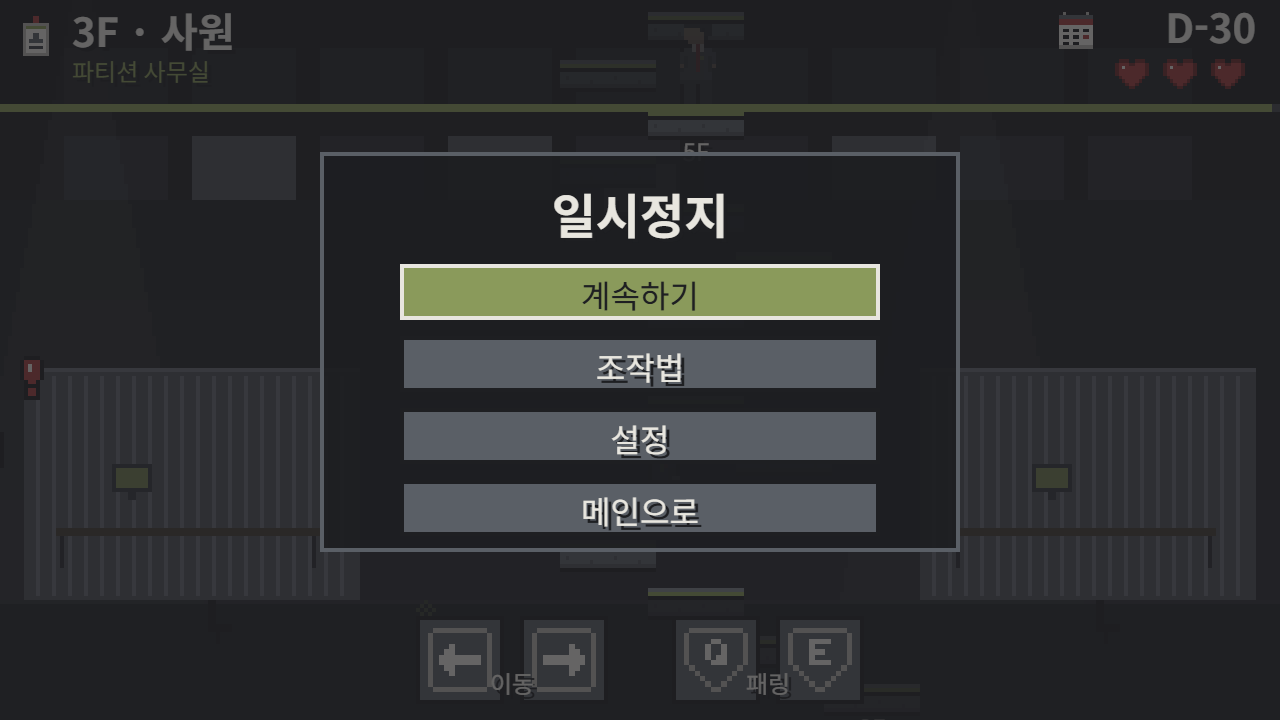 3F · 사원
파티션 사무실
D-30
5F
일시정지
계속하기
조작법
설정
메인으로
이동
Q
E
패링